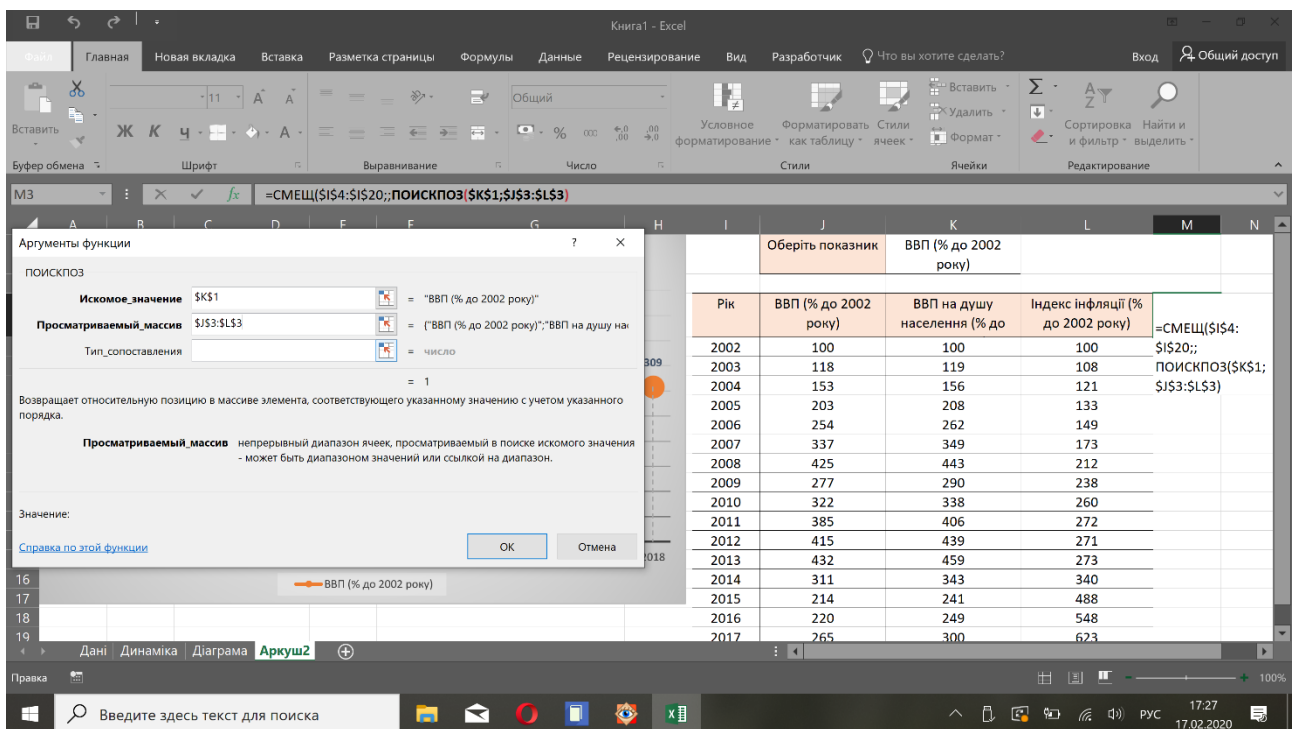 Книга1 - Excel
Файл Главная Новая вкладка Вставка Разметка страницы Формулы Данные Рецензирование Вид Разработчик Что вы хотите сделать? Вход Общий доступ
Вставить
Буфер обмена
11 А А
Ж К Ч А
Шрифт
Выравнивание
Общий
% 000 ,00
Число
Условное форматирование
Форматировать как таблицу
Стили ячеек
Стили
Вставить
Удалить
Формат
Ячейки
Сортировка и фильтр
Найти и выделить
Редактирование
M3 fx =СМЕЩ($I$4:$I$20;;ПОИСКПОЗ($K$1;$J$3:$L$3)
A B C D E F G H I J K L M N
Аргументы функции ? ×
ПОИСКПОЗ
Искомое_значение $K$1 = "ВВП (% до 2002 року)"
Просматриваемый_массив $J$3:$L$3 = {"ВВП (% до 2002 року)";"ВВП на душу нас
Тип_сопоставления = число
= 1
Возвращает относительную позицию в массиве элемента, соответствующего указанному значению с учетом указанного
порядка.
Просматриваемый_массив непрерывный диапазон ячеек, просматриваемый в поиске искомого значения
- может быть диапазоном значений или ссылкой на диапазон.
Значение:
Справка по этой функции
ОК Отмена
309
2018
ВВП (% до 2002 року)
16
17
18
19
Оберіть показник ВВП (% до 2002
року)
Рік ВВП (% до 2002 року) ВВП на душу населення (% до Індекс інфляції (% до 2002 року)
=СМЕЩ($I$4:
$I$20;;
ПОИСКПОЗ($K$1;
$J$3:$L$3)
2002 100 100 100
2003 118 119 108
2004 153 156 121
2005 203 208 133
2006 254 262 149
2007 337 349 173
2008 425 443 212
2009 277 290 238
2010 322 338 260
2011 385 406 272
2012 415 439 271
2013 432 459 273
2014 311 343 340
2015 214 241 488
2016 220 249 548
2017 265 300 623
Дані Динаміка Діаграма Аркуш2
Правка 100%
Введите здесь текст для поиска
РУС 17:27
17.02.2020